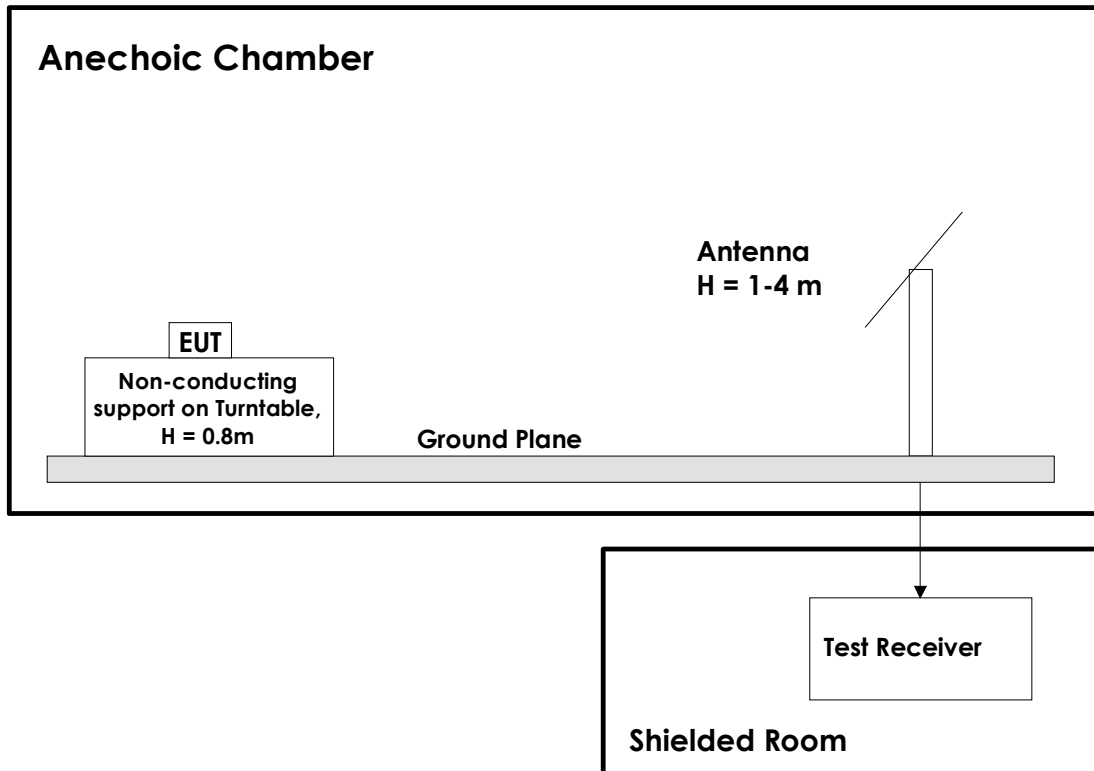 Anechoic Chamber
Antenna
H = 1-4 m
EUT
Non-conducting
support on Turntable,
H = 0.8m
Ground Plane
Test Receiver
Shielded Room